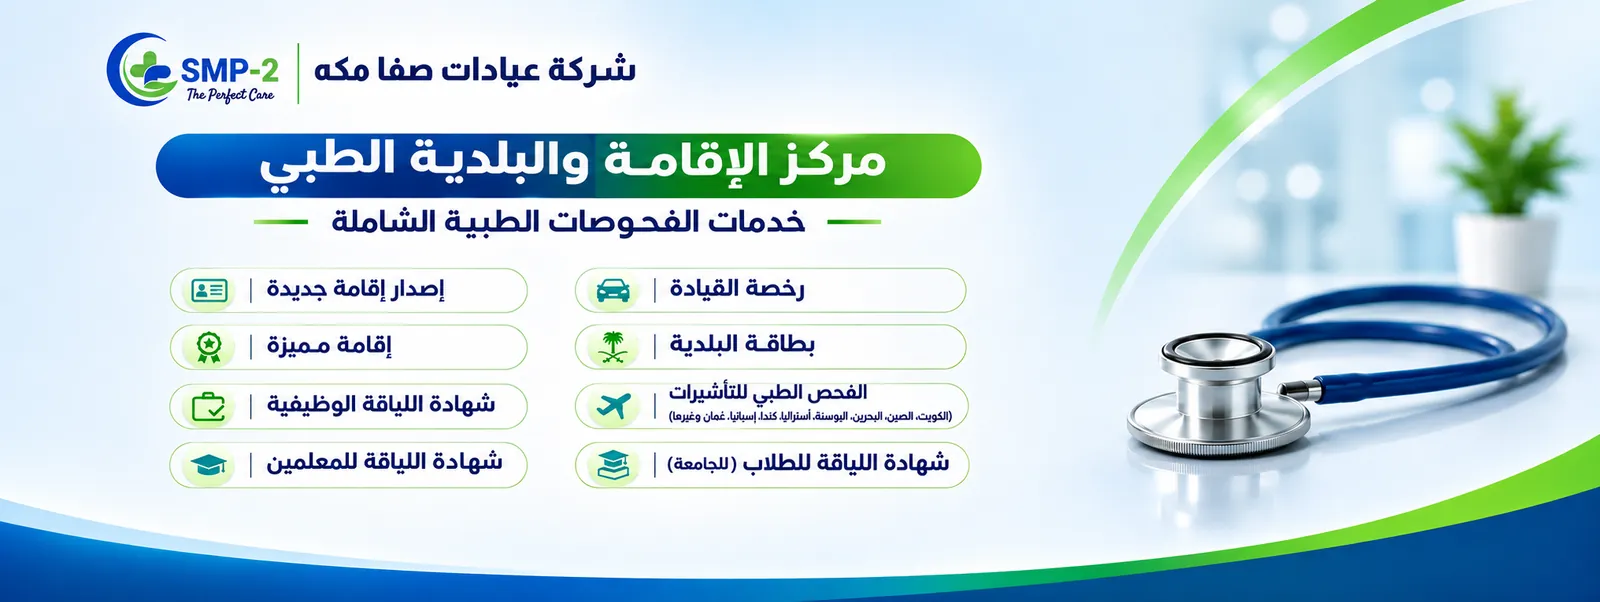 SMP-2
The Perfect Care
شركة عيادات صفا مكه
مركز الإقامة والبلدية الطبي
خدمات الفحوصات الطبية الشاملة
رخصة القيادة
إصدار إقامة جديدة
بطاقة البلدية
إقامة مميزة
الفحص الطبي للتأشيرات
(الكويت، الصين، البحرين، البوسنة، أستراليا، كندا، إسبانيا، عُمان وغيرها)
شهادة اللياقة الوظيفية
شهادة اللياقة للطلاب (للجامعة)
شهادة اللياقة للمعلمين